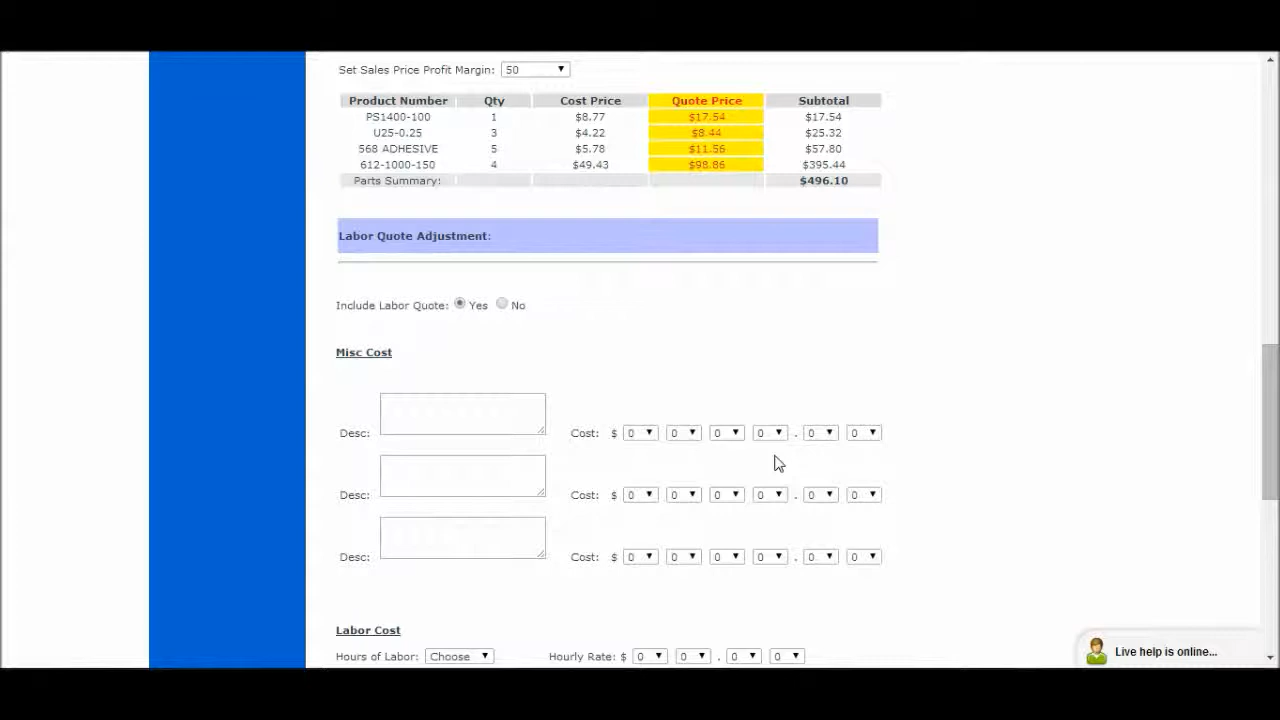 Set Sales Price Profit Margin: 50
Product Number Qty Cost Price Quote Price Subtotal
PS1400-100 1 $8.77 $17.54 $17.54
U25-0.25 3 $4.22 $8.44 $25.32
568 ADHESIVE 5 $5.78 $11.56 $57.80
612-1000-150 4 $49.43 $98.86 $395.44
Parts Summary: $496.10
Labor Quote Adjustment:
Include Labor Quote: Yes No
Misc Cost
Desc: Cost: $ 0 0 0 0 . 0 0
Desc: Cost: $ 0 0 0 0 . 0 0
Desc: Cost: $ 0 0 0 0 . 0 0
Labor Cost
Hours of Labor: Choose Hourly Rate: $ 0 0 . 0 0
Live help is online...